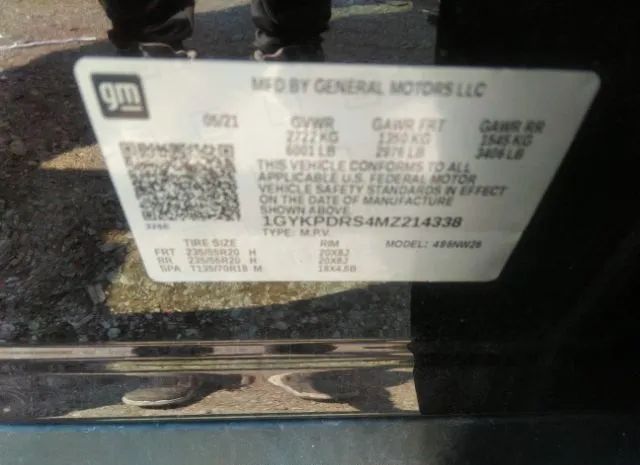 gm
MFD BY GENERAL MOTORS LLC
05/21 GVWR GAWR FRT GAWR RR
2722 KG 1350 KG 1545 KG
6001 LB 2976 LB 3406 LB
THIS VEHICLE CONFORMS TO ALL
APPLICABLE U.S. FEDERAL MOTOR
VEHICLE SAFETY STANDARDS IN EFFECT
ON THE DATE OF MANUFACTURE
SHOWN ABOVE.
1GYKPDRS4MZ214338
TYPE: M.P.V. MODEL:
TIRE SIZE RIM
FRT 235/55R20 H 20X8J
RR 235/55R20 H 20X8J
SPA T135/70R18 M 18X4.5B